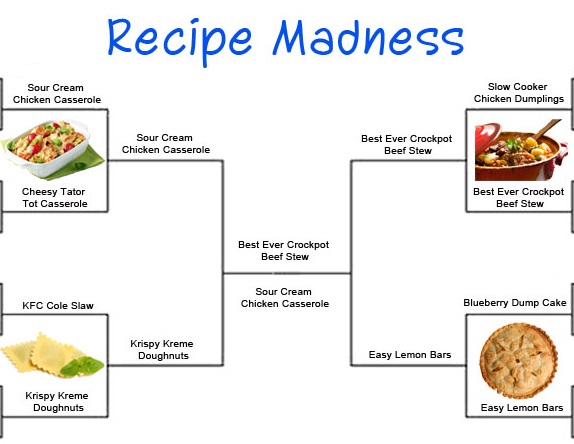 Recipe Madness
Sour Cream
Chicken Casserole
Slow Cooker
Chicken Dumplings
Sour Cream
Chicken Casserole
Best Ever Crockpot
Beef Stew
Cheesy Tator
Tot Casserole
Best Ever Crockpot
Beef Stew
Best Ever Crockpot
Beef Stew
Sour Cream
Chicken Casserole
KFC Cole Slaw
Blueberry Dump Cake
Krispy Kreme
Doughnuts
Easy Lemon Bars
Krispy Kreme
Doughnuts
Easy Lemon Bars